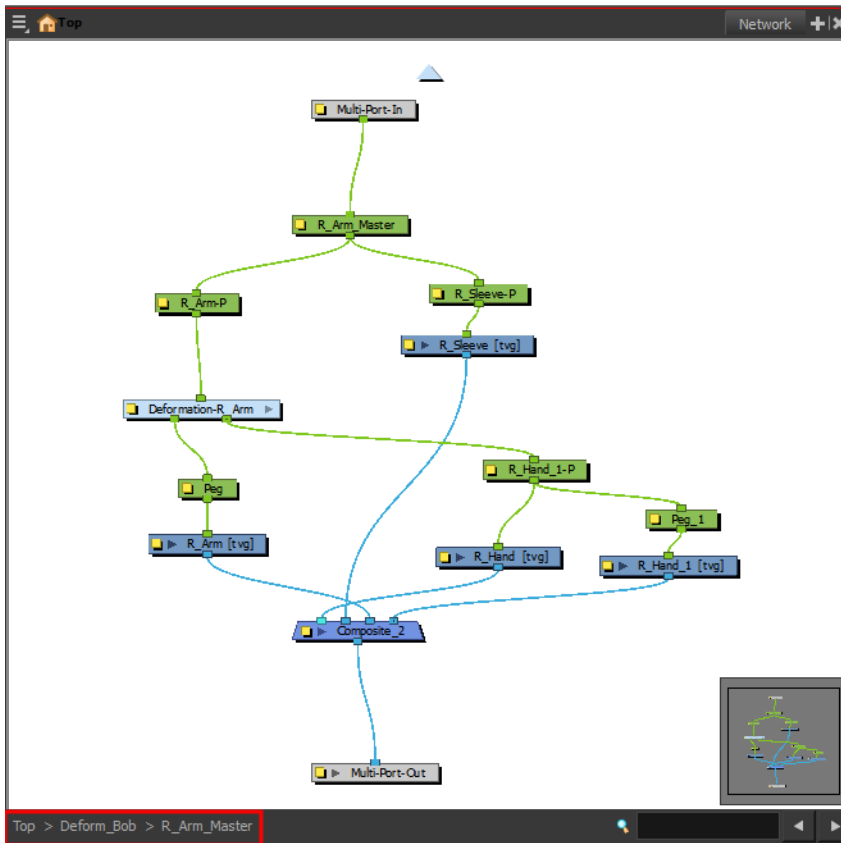 Top
Network
Multi-Port-In
R_Arm_Master
R_Arm-P
R_Sleeve-P
R_Sleeve [tvg]
Deformation-R_Arm
R_Hand_1-P
Peg
Peg_1
R_Arm [tvg]
R_Hand [tvg]
R_Hand_1 [tvg]
Composite_2
Multi-Port-Out
Top > Deform_Bob > R_Arm_Master